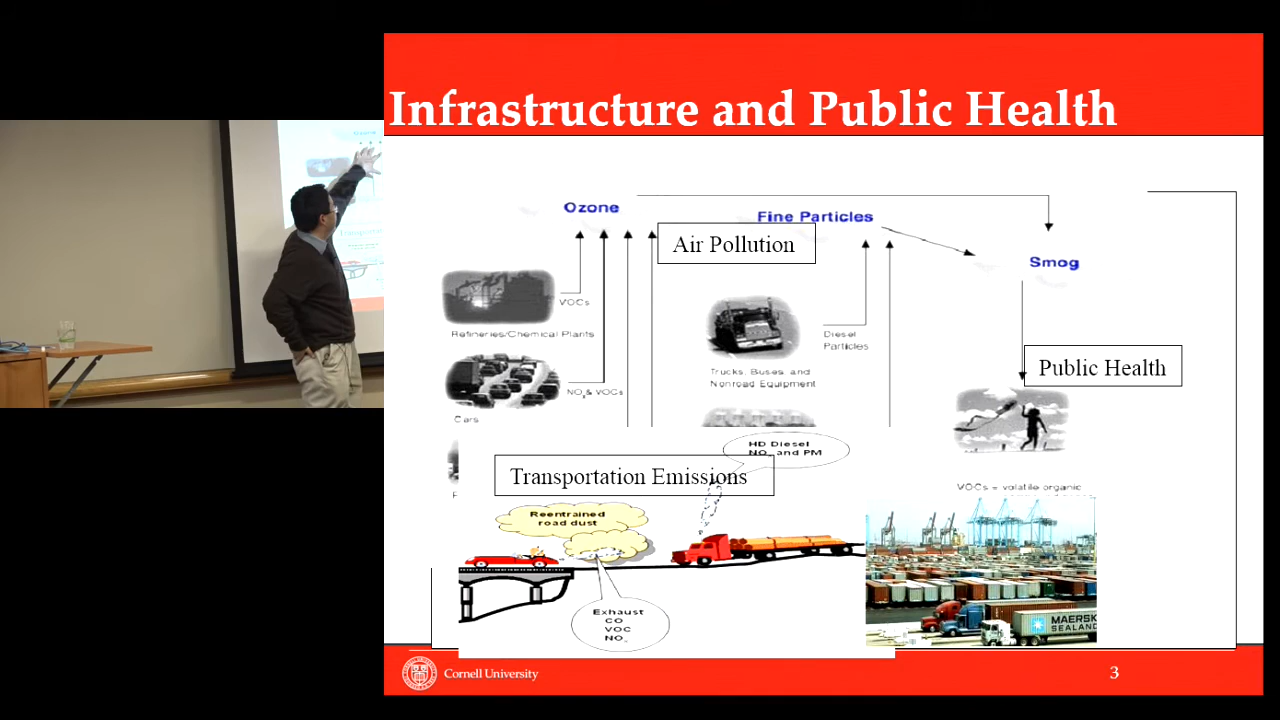 Infrastructure and Public Health
Ozone
Fine Particles
Air Pollution
Smog
VOCs
Refineries/Chemical Plants
Diesel
Particles
Public Health
Trucks, Buses, and
Nonroad Equipment
NOx & VOCs
Cars
HD Diesel
NOx and PM
Transportation Emissions
VOCs = volatile organic
Reentrained
road dust
Exhaust
CO
VOC
NOx
MAERSK
SEALAND
Cornell University
3